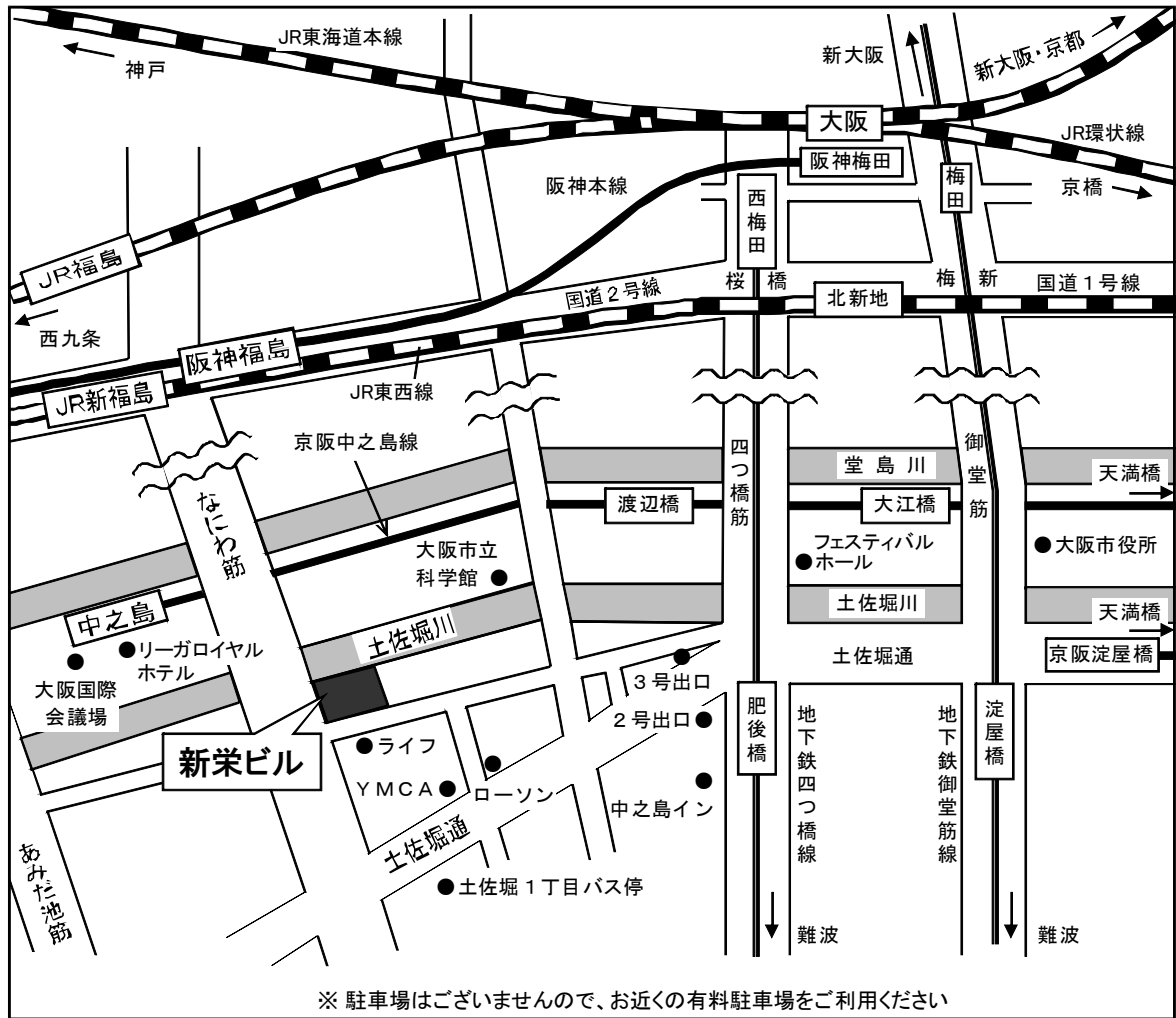 JR東海道本線
神戸
新大阪
新大阪・京都
大阪
JR環状線
阪神梅田
阪神本線
西梅田
梅田
京橋
JR福島
西九条
桜橋
梅新
国道1号線
国道2号線
北新地
阪神福島
JR新福島
JR東西線
京阪中之島線
なにわ筋
四つ橋筋
御堂筋
堂島川
天満橋
渡辺橋
大江橋
大阪市立
科学館
フェスティバル
ホール
大阪市役所
中之島
リーガロイヤル
ホテル
大阪国際
会議場
土佐堀川
土佐堀川
天満橋
土佐堀通
京阪淀屋橋
3号出口
2号出口
肥後橋
淀屋橋
新栄ビル
ライフ
YMCA
ローソン
中之島イン
地下鉄四つ橋線
地下鉄御堂筋線
土佐堀通
あみだ池筋
土佐堀1丁目バス停
難波
難波
※ 駐車場はございませんので、お近くの有料駐車場をご利用ください